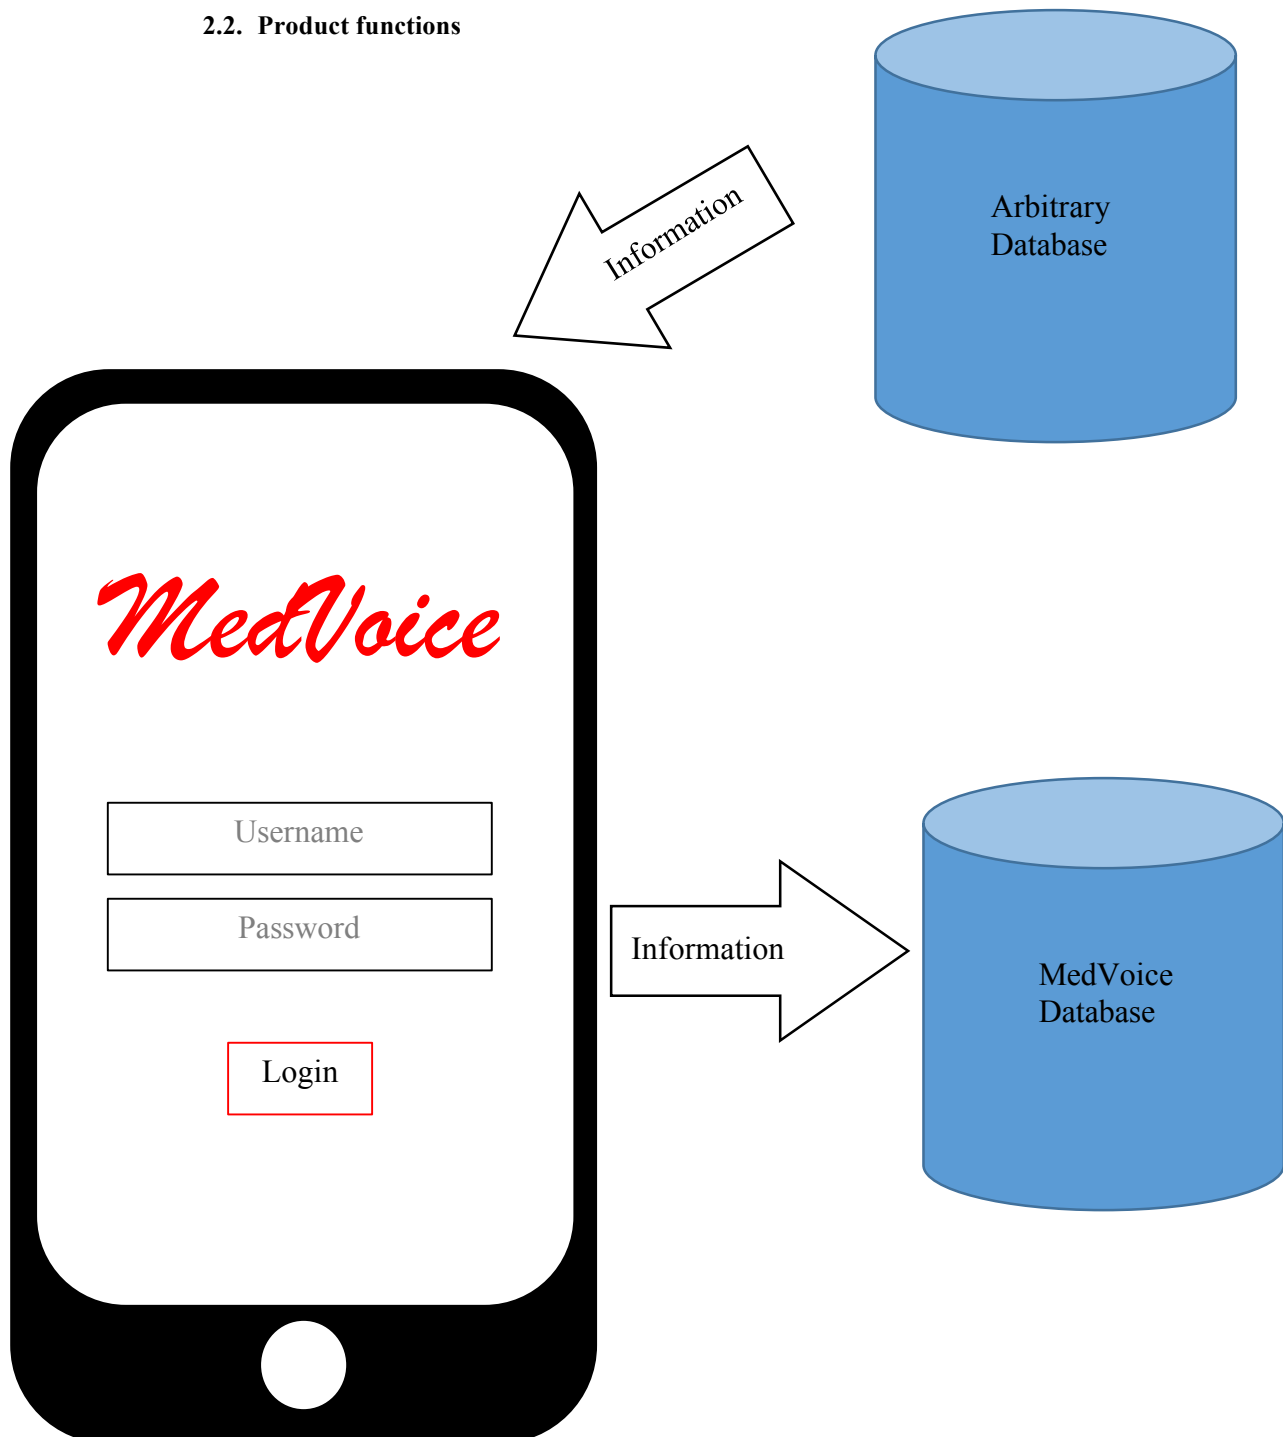 2.2. Product functions
Arbitrary
Database
Information
MedVoice
Username
Password
Login
Information
MedVoice
Database